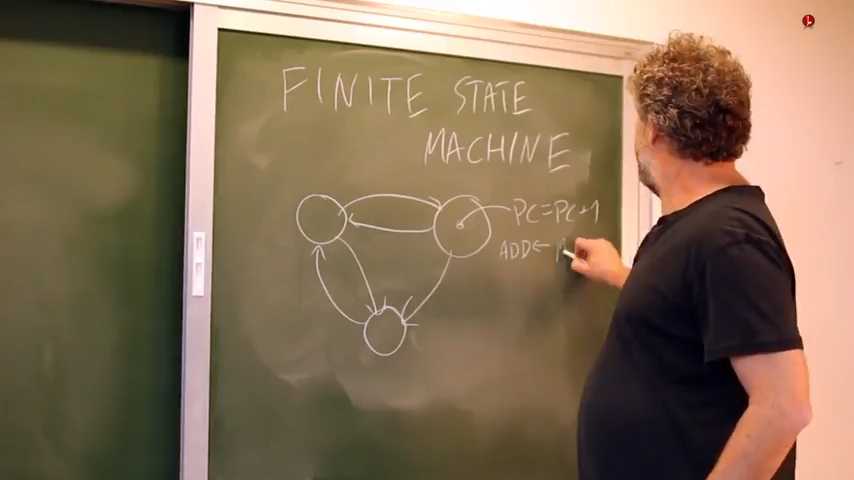 FINITE STATE
MACHINE
PC=PC+1
ADD←